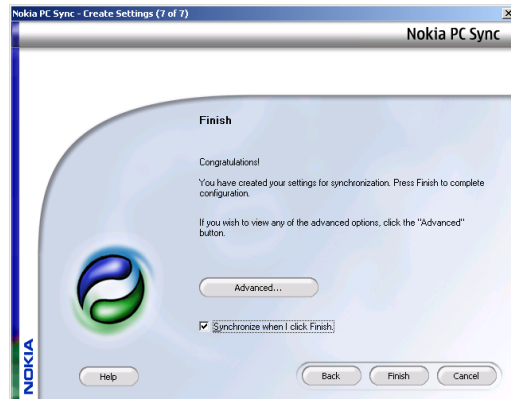 Nokia PC Sync - Create Settings (7 of 7)
Nokia PC Sync
Finish
Congratulations!
You have created your settings for synchronization. Press Finish to complete
configuration.
If you wish to view any of the advanced options, click the "Advanced"
button.
Advanced...
Synchronize when I click Finish.
NOKIA
Help
Back
Finish
Cancel